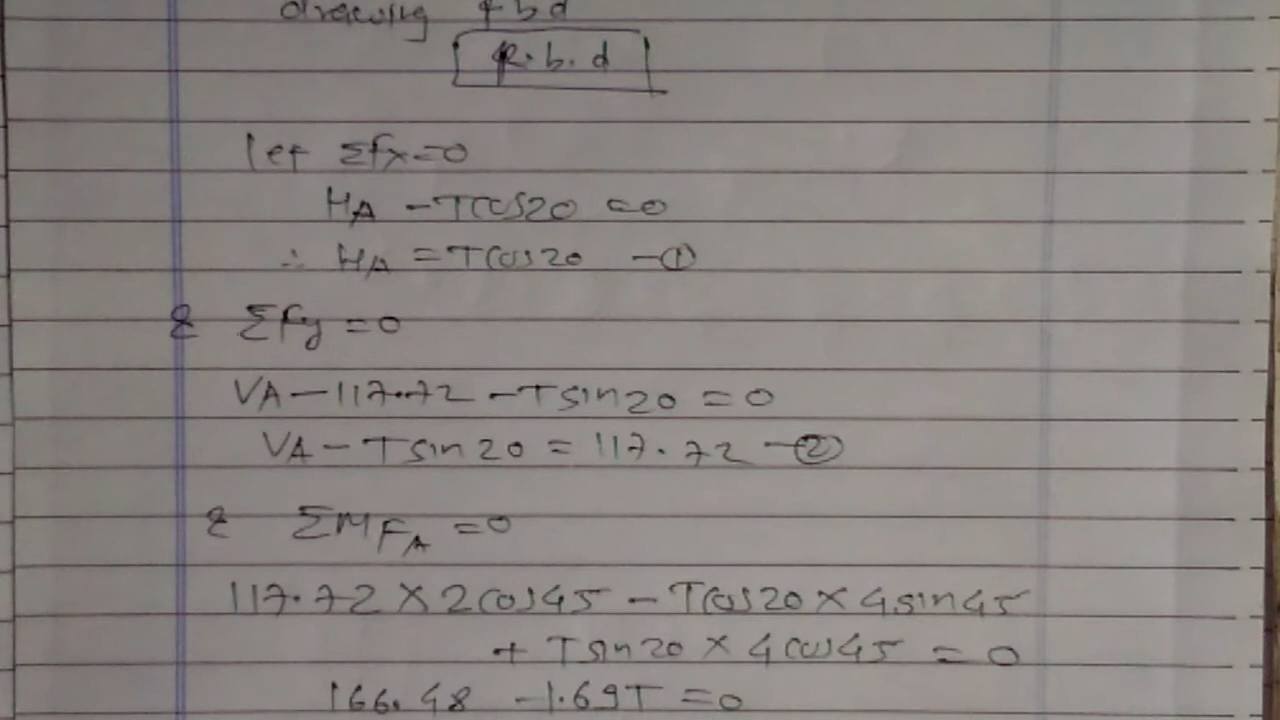 drawing fbd
F.b.d
let Σfx=0
HA - Tcos20 = 0
∴ HA = Tcos20 - ①
& Σfy = 0
VA - 117.72 - Tsin20 = 0
VA - Tsin20 = 117.72 - ②
& ΣMFA = 0
117.72 × 2cos45 - Tcos20 × 4sin45
+ Tsin20 × 4cos45 = 0
166.48 - 1.69T = 0